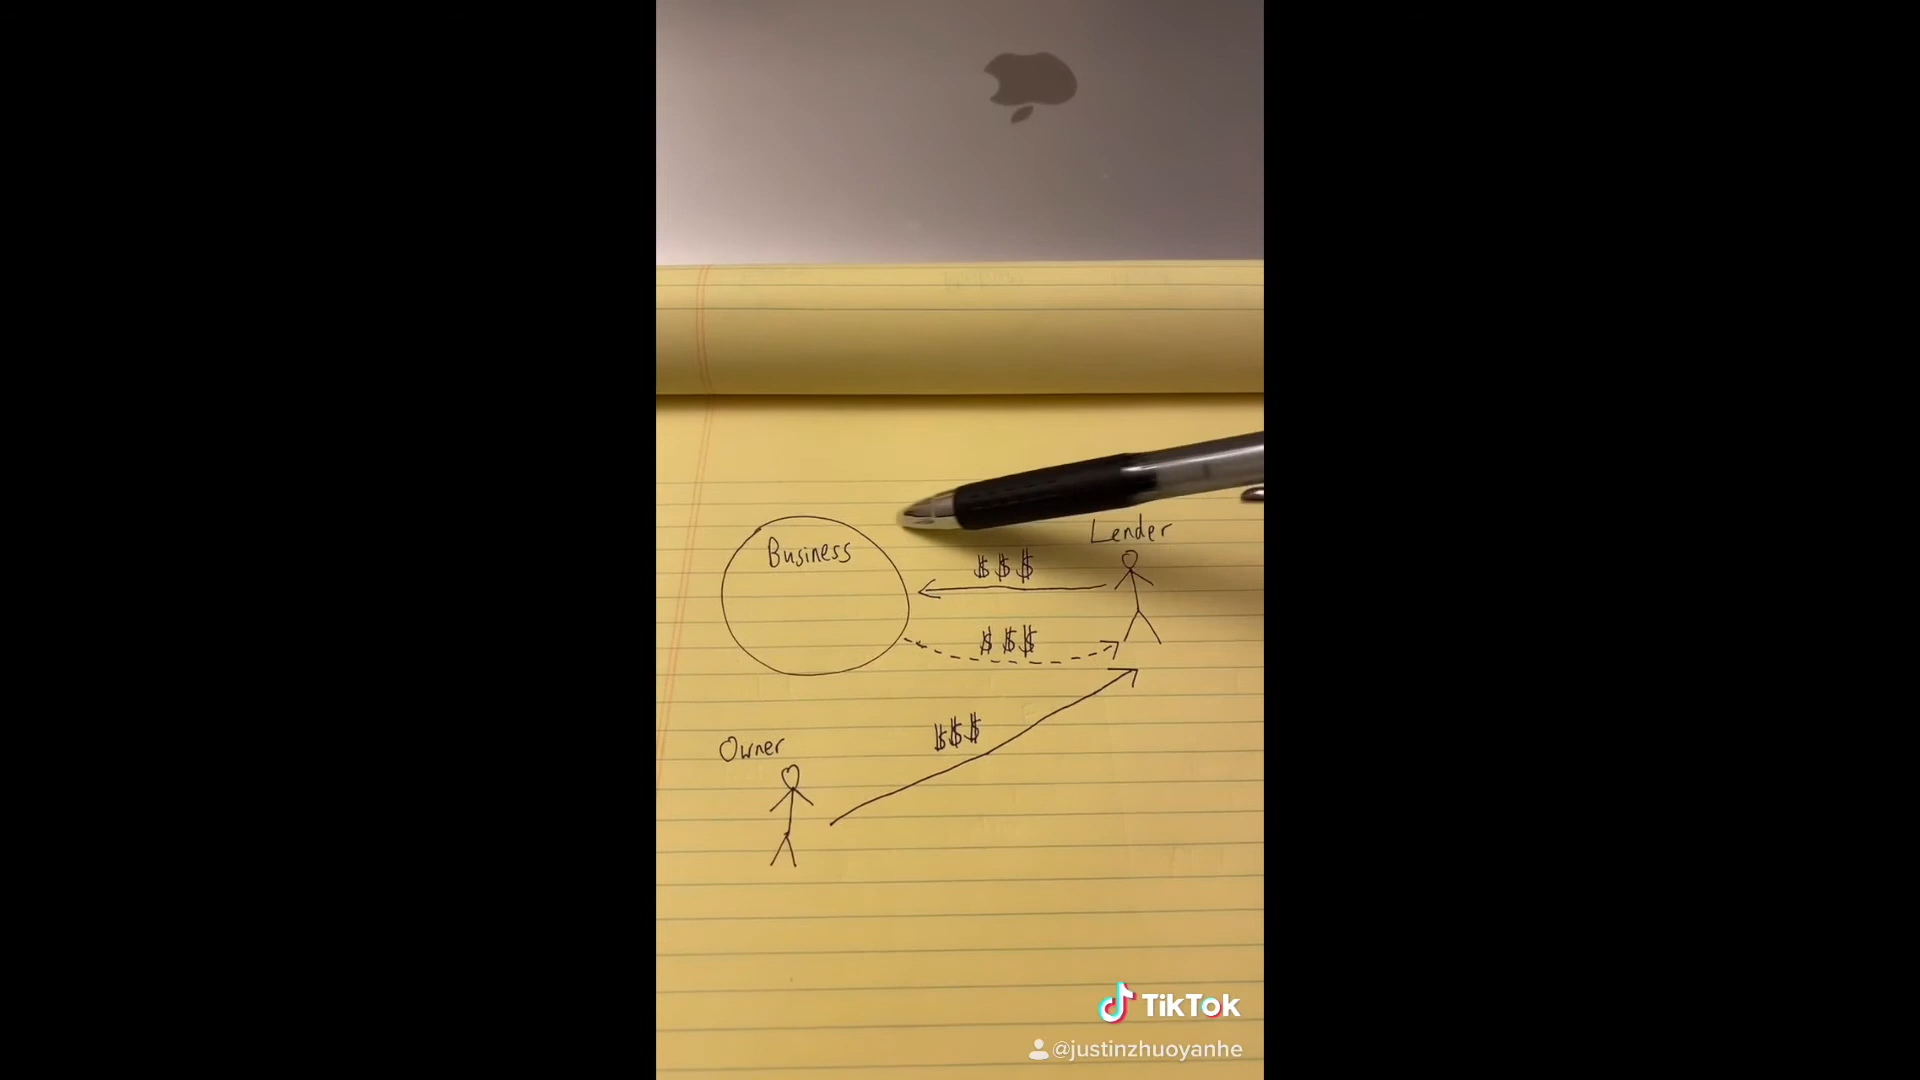 Lender
Business
$$$
$$$
$$$
Owner
TikTok
@justinzhuoyanhe